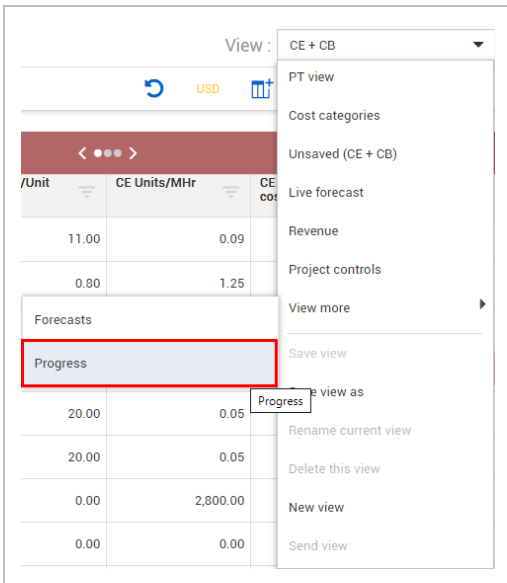 View : CE + CB
USD
PT view
Cost categories
Unsaved (CE + CB)
Live forecast
Revenue
Project controls
View more
Save view
Save view as
Rename current view
Delete this view
New view
Send view
Forecasts
Progress
Progress
/Unit CE Units/MHr CE
cos
11.00 0.09
0.80 1.25
20.00 0.05
20.00 0.05
0.00 2,800.00
0.00 0.00